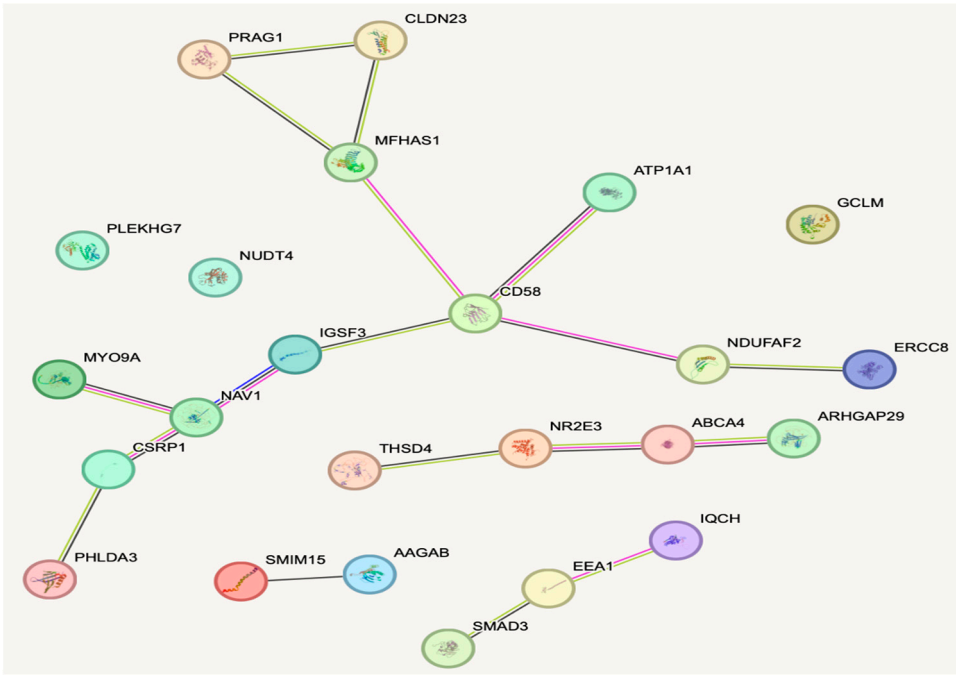 CLDN23
PRAG1
MFHAS1
ATP1A1
GCLM
PLEKHG7
NUDT4
CD58
IGSF3
NDUFAF2
ERCC8
MYO9A
NAV1
ARHGAP29
ABCA4
NR2E3
CSRP1
THSD4
IQCH
PHLDA3
SMIM15
AAGAB
EEA1
SMAD3